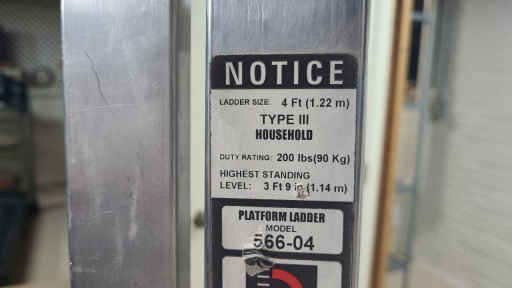 NOTICE
LADDER SIZE: 4 Ft (1.22 m)
TYPE III
HOUSEHOLD
DUTY RATING: 200 lbs(90 Kg)
HIGHEST STANDING
LEVEL: 3 Ft 9 in (1.14 m)
PLATFORM LADDER
MODEL
566-04